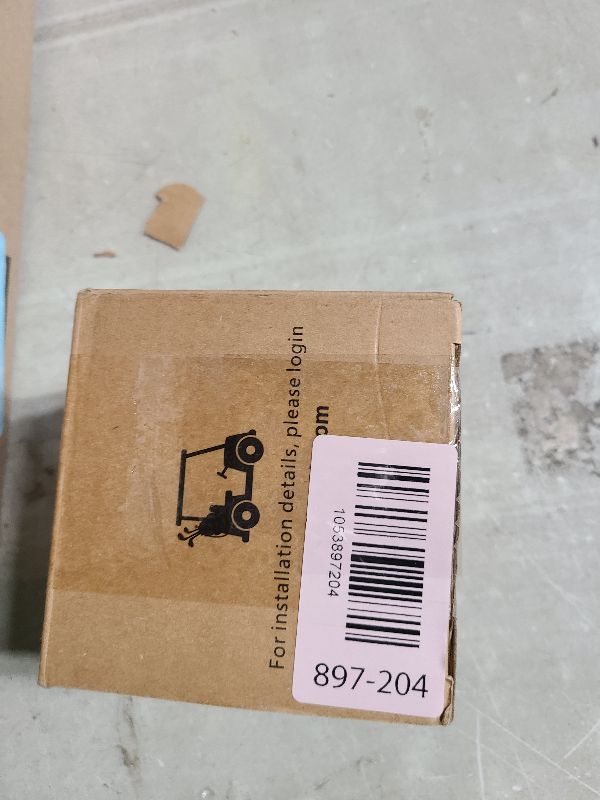 For installation details, please login
om
1053897204
897-204